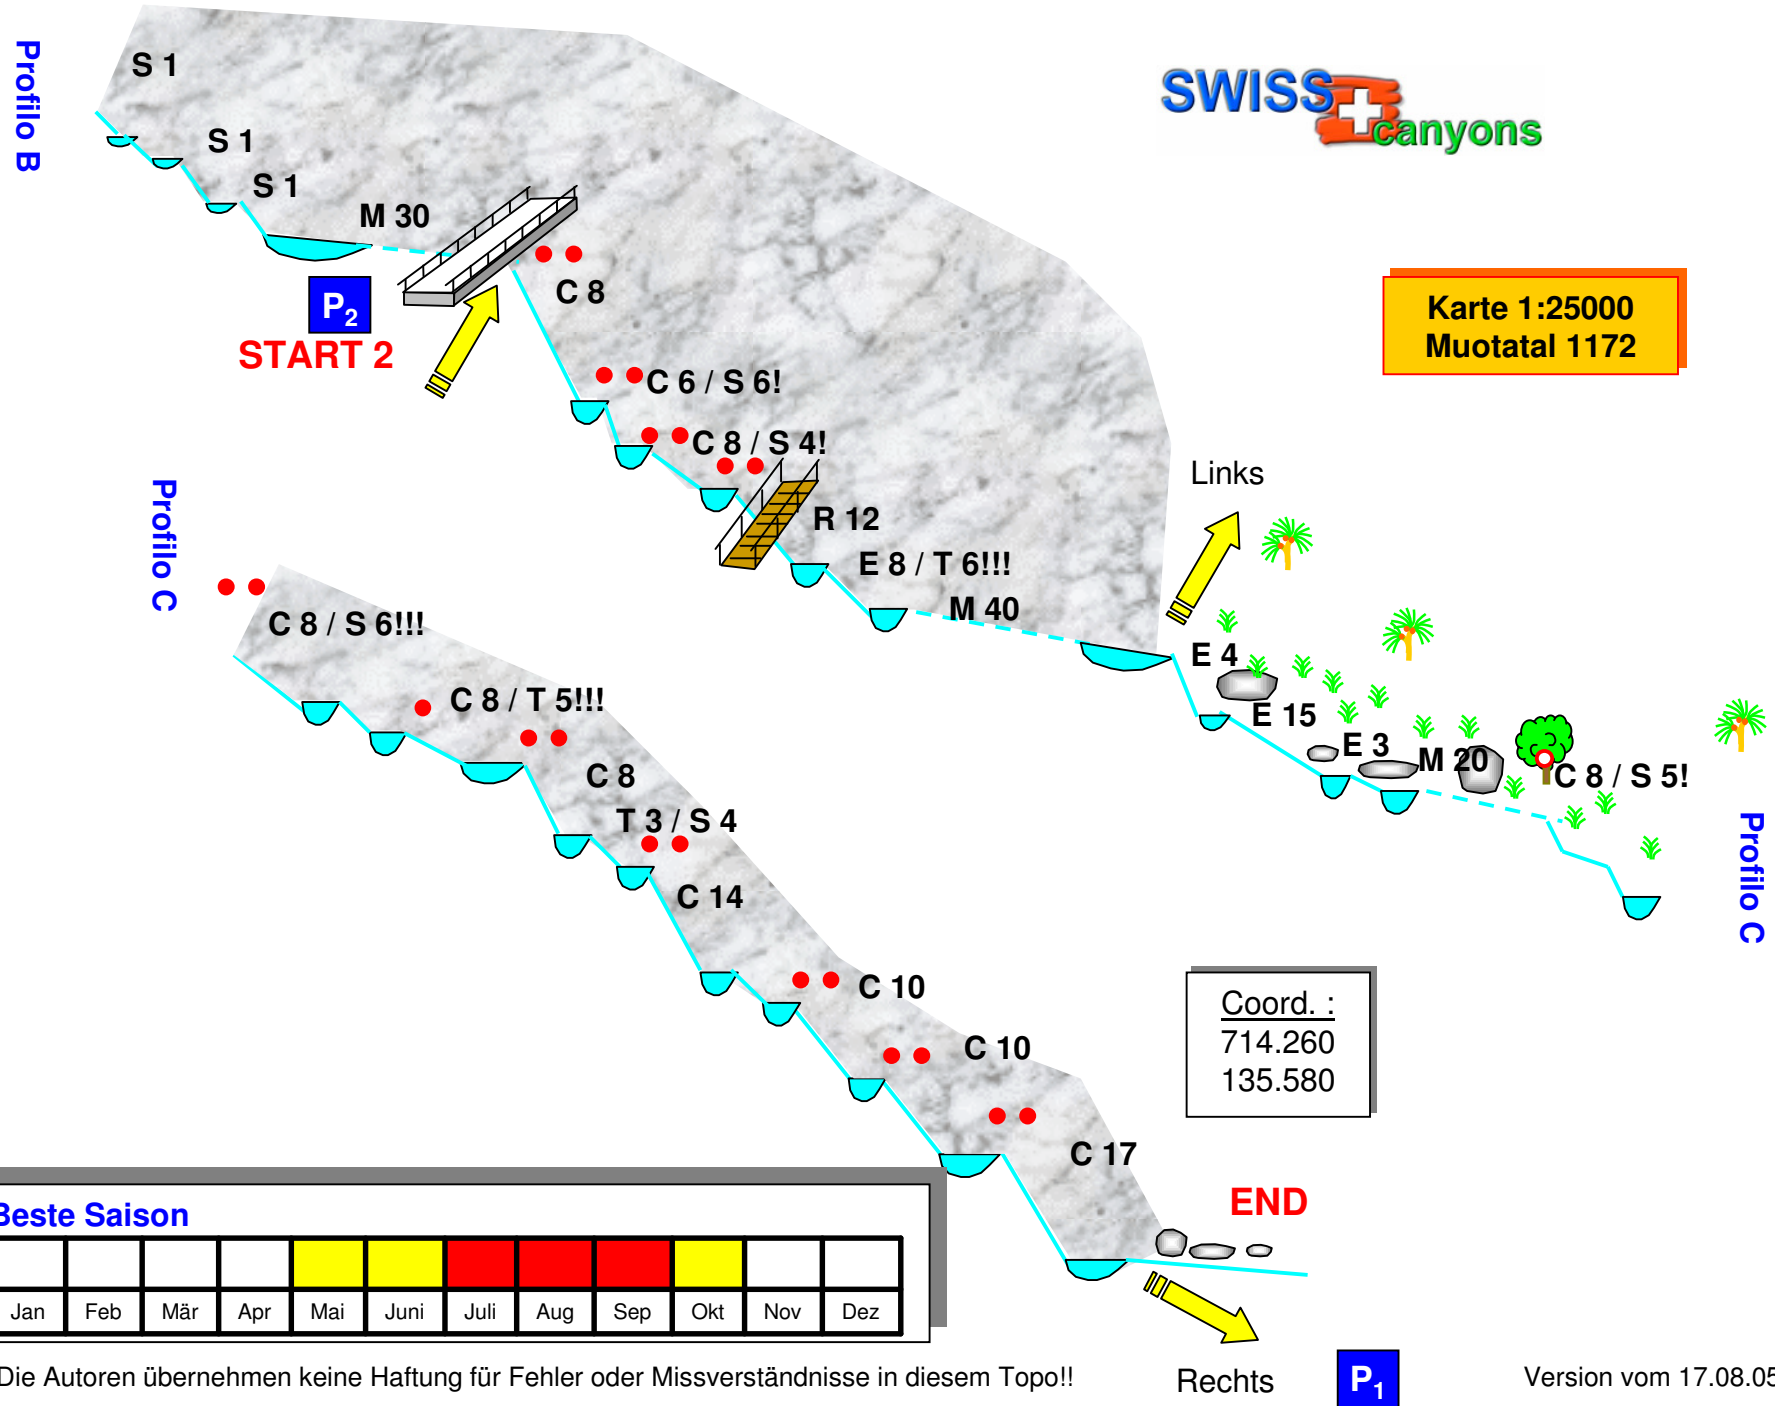 Profilo B
S 1
S 1
S 1
M 30
P2
START 2
C 8
C 6 / S 6!
C 8 / S 4!
R 12
E 8 / T 6!!!
M 40
SWISS
canyons
Karte 1:25000
Muotatal 1172
Links
E 4
E 15
E 3
M 20
C 8 / S 5!
Profilo C
Profilo C
C 8 / S 6!!!
C 8 / T 5!!!
C 8
T 3 / S 4
C 14
C 10
C 10
C 17
Coord. :
714.260
135.580
END
Beste Saison
Jan Feb Mär Apr Mai Juni Juli Aug Sep Okt Nov Dez
Die Autoren übernehmen keine Haftung für Fehler oder Missverständnisse in diesem Topo!!
Rechts
P1
Version vom 17.08.05